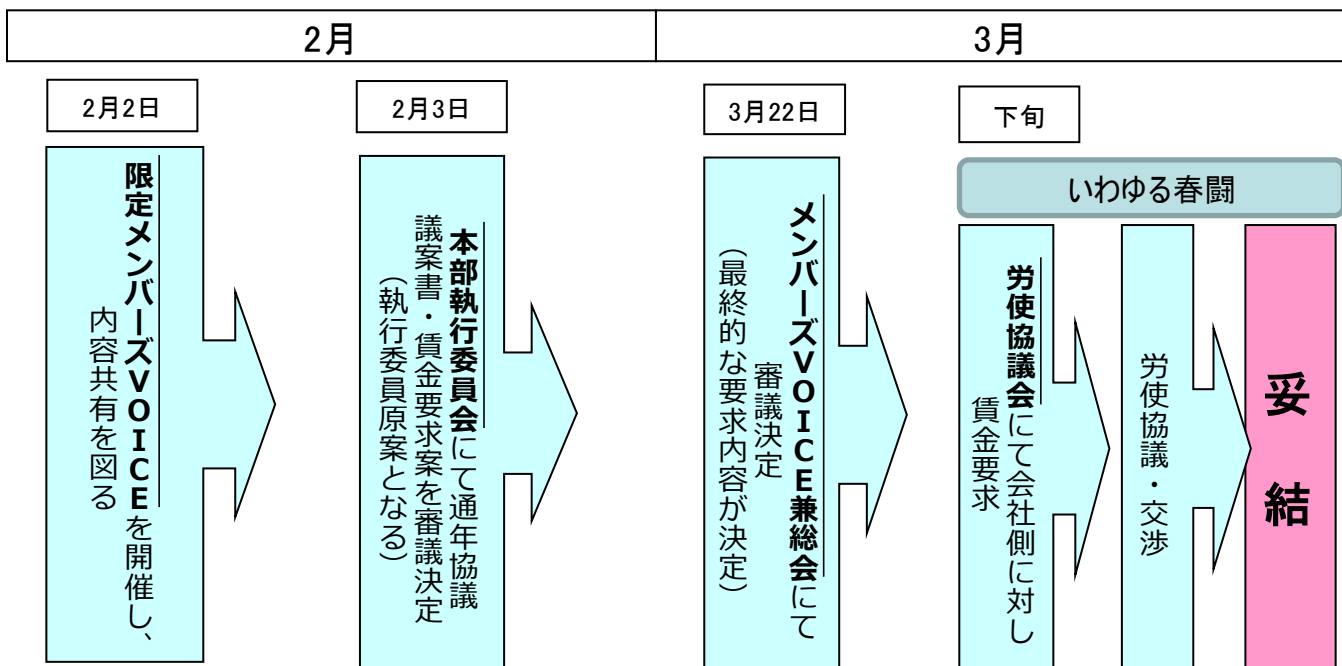 2月
3月
2月2日
限定メンバーズＶＯＩＣＥを開催し、
内容共有を図る
2月3日
本部執行委員会にて通年協議
議案書・賃金要求案を審議決定
（執行委員原案となる）
3月22日
メンバーズＶＯＩＣＥ兼総会にて
審議決定
（最終的な要求内容が決定）
下旬
いわゆる春闘
労使協議会にて会社側に対し
賃金要求
労使協議・交渉
妥結